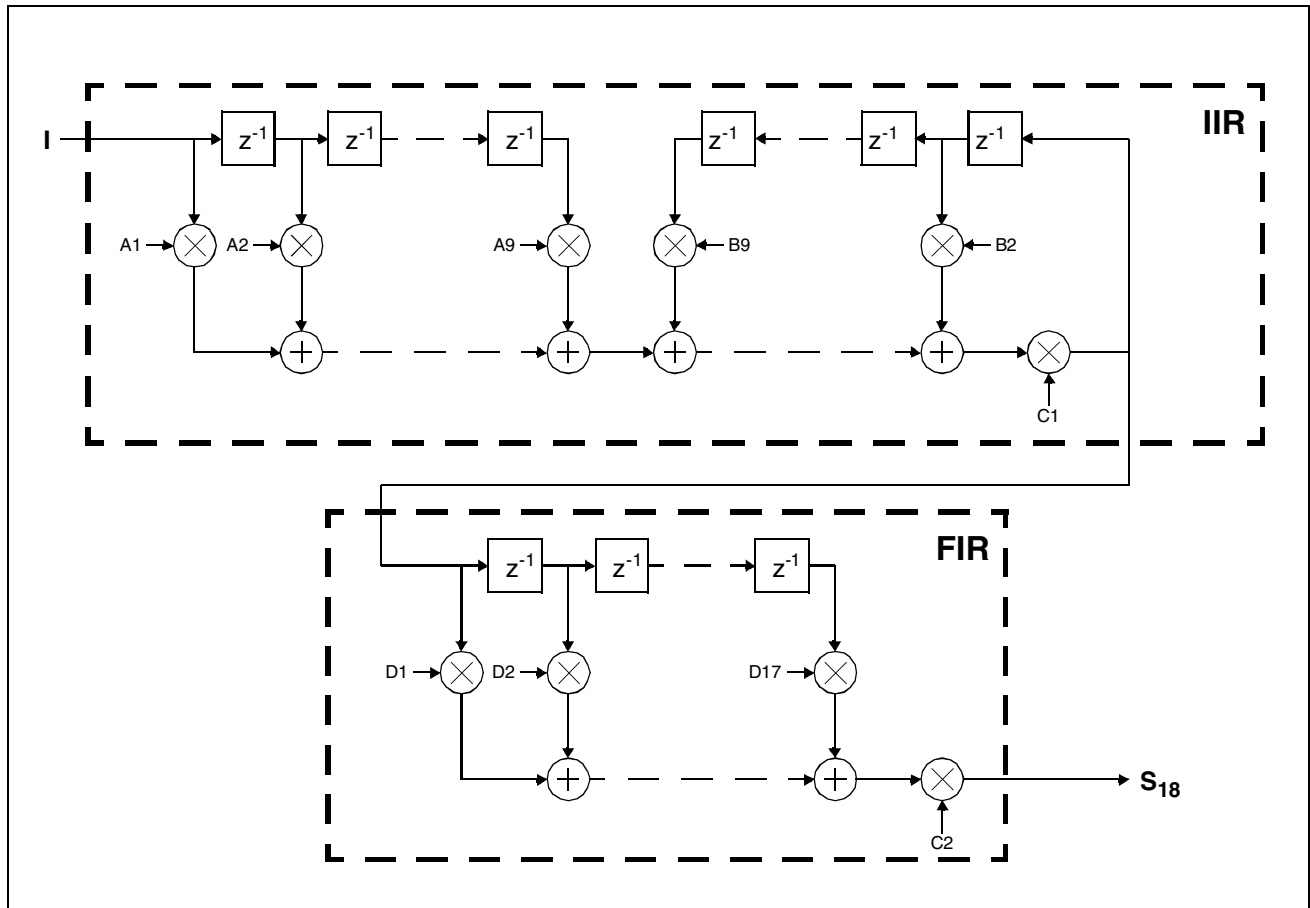 IIR
I
z⁻¹ z⁻¹ z⁻¹ z⁻¹ z⁻¹ z⁻¹
A1 A2 A9 B9 B2
C1
FIR
z⁻¹ z⁻¹ z⁻¹
D1 D2 D17
S₁₈
C2